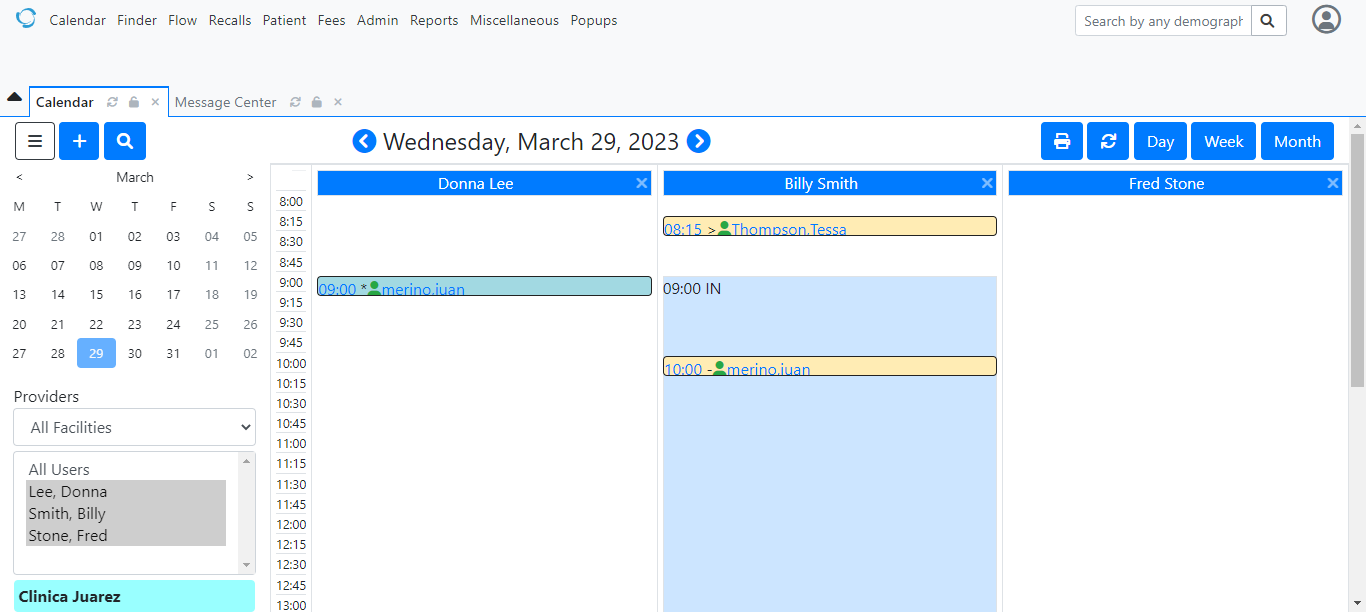 Calendar Finder Flow Recalls Patient Fees Admin Reports Miscellaneous Popups
Search by any demograph
Calendar
Message Center
Wednesday, March 29, 2023
Day Week Month
< March >
M T W T F S S
27 28 01 02 03 04 05
06 07 08 09 10 11 12
13 14 15 16 17 18 19
20 21 22 23 24 25 26
27 28 29 30 31 01 02
Providers
All Facilities
All Users
Lee, Donna
Smith, Billy
Stone, Fred
Clinica Juarez
Donna Lee
Billy Smith
Fred Stone
8:00
8:15
8:30
8:45
9:00
9:15
9:30
9:45
10:00
10:15
10:30
10:45
11:00
11:15
11:30
11:45
12:00
12:15
12:30
12:45
13:00
09:00 * merino,juan
08:15 > Thompson,Tessa
09:00 IN
10:00 - merino,juan